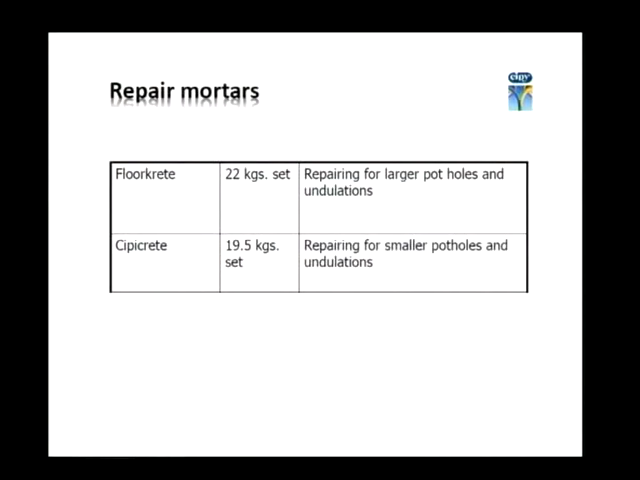 Repair mortars
Floorkrete
22 kgs. set
Repairing for larger pot holes and
undulations
Cipicrete
19.5 kgs.
set
Repairing for smaller potholes and
undulations